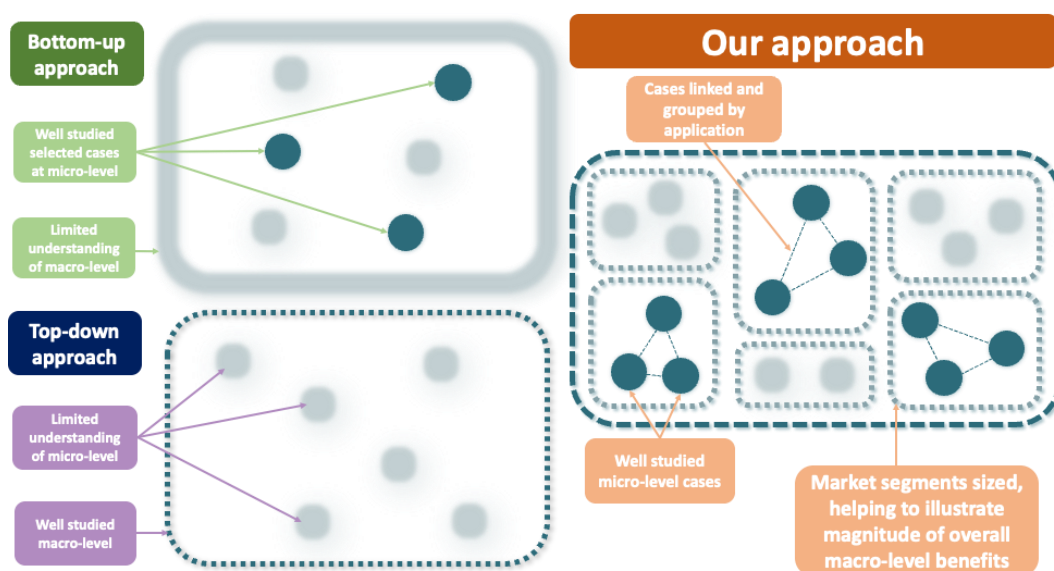 Bottom-up
approach
Well studied
selected cases
at micro-level
Limited
understanding
of macro-level
Top-down
approach
Limited
understanding
of micro-level
Well studied
macro-level
Our approach
Cases linked and
grouped by
application
Well studied
micro-level cases
Market segments sized,
helping to illustrate
magnitude of overall
macro-level benefits